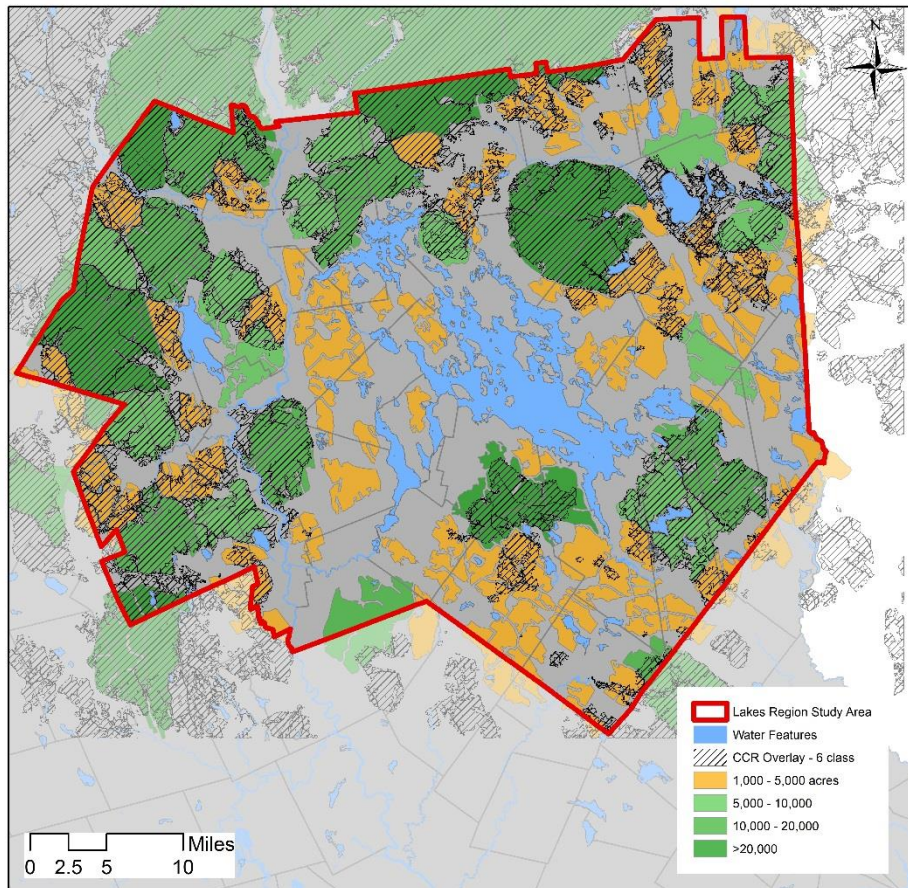 N
Lakes Region Study Area
Water Features
CCR Overlay - 6 class
1,000 - 5,000 acres
5,000 - 10,000
10,000 - 20,000
>20,000
Miles
0 2.5 5 10